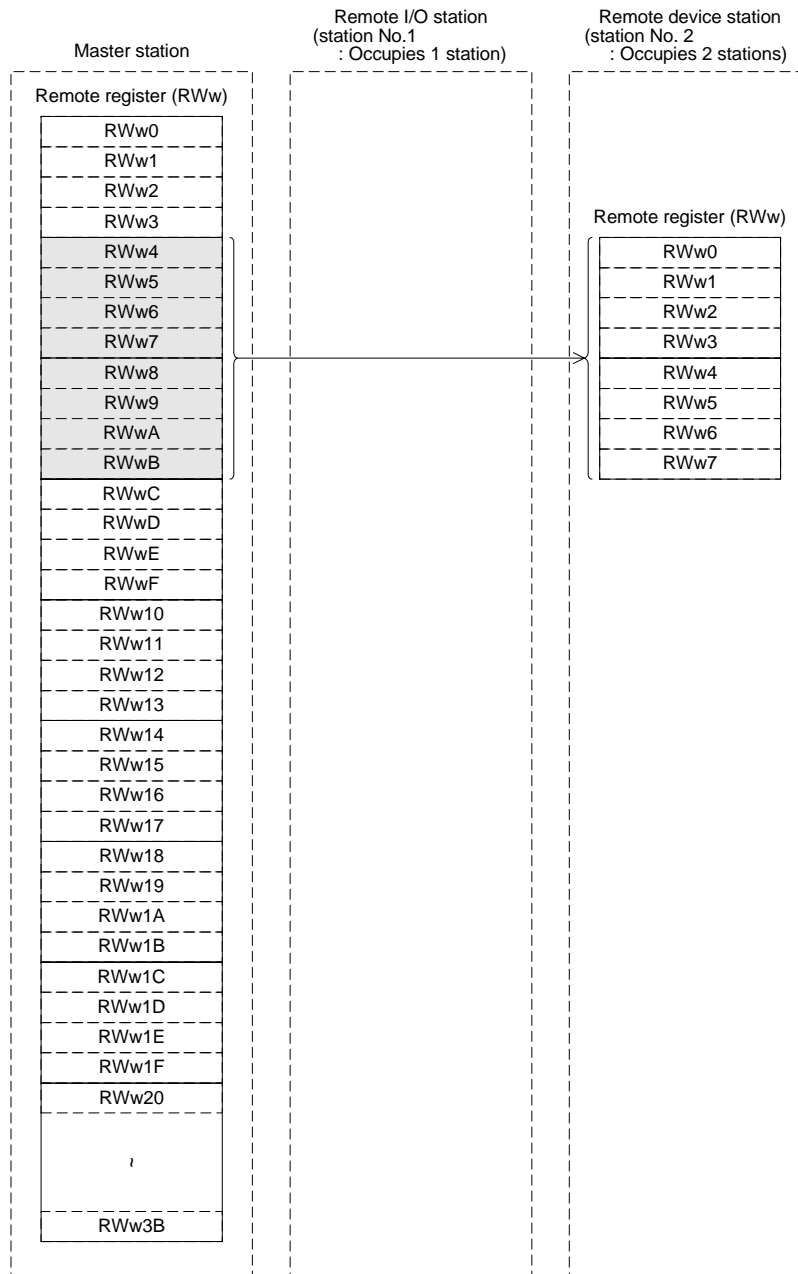 Master station
Remote I/O station
(station No.1
: Occupies 1 station)
Remote device station
(station No. 2
: Occupies 2 stations)
Remote register (RWw)
RWw0
RWw1
RWw2
RWw3
RWw4
RWw5
RWw6
RWw7
RWw8
RWw9
RWwA
RWwB
RWwC
RWwD
RWwE
RWwF
RWw10
RWw11
RWw12
RWw13
RWw14
RWw15
RWw16
RWw17
RWw18
RWw19
RWw1A
RWw1B
RWw1C
RWw1D
RWw1E
RWw1F
RWw20
~
RWw3B
Remote register (RWw)
RWw0
RWw1
RWw2
RWw3
RWw4
RWw5
RWw6
RWw7